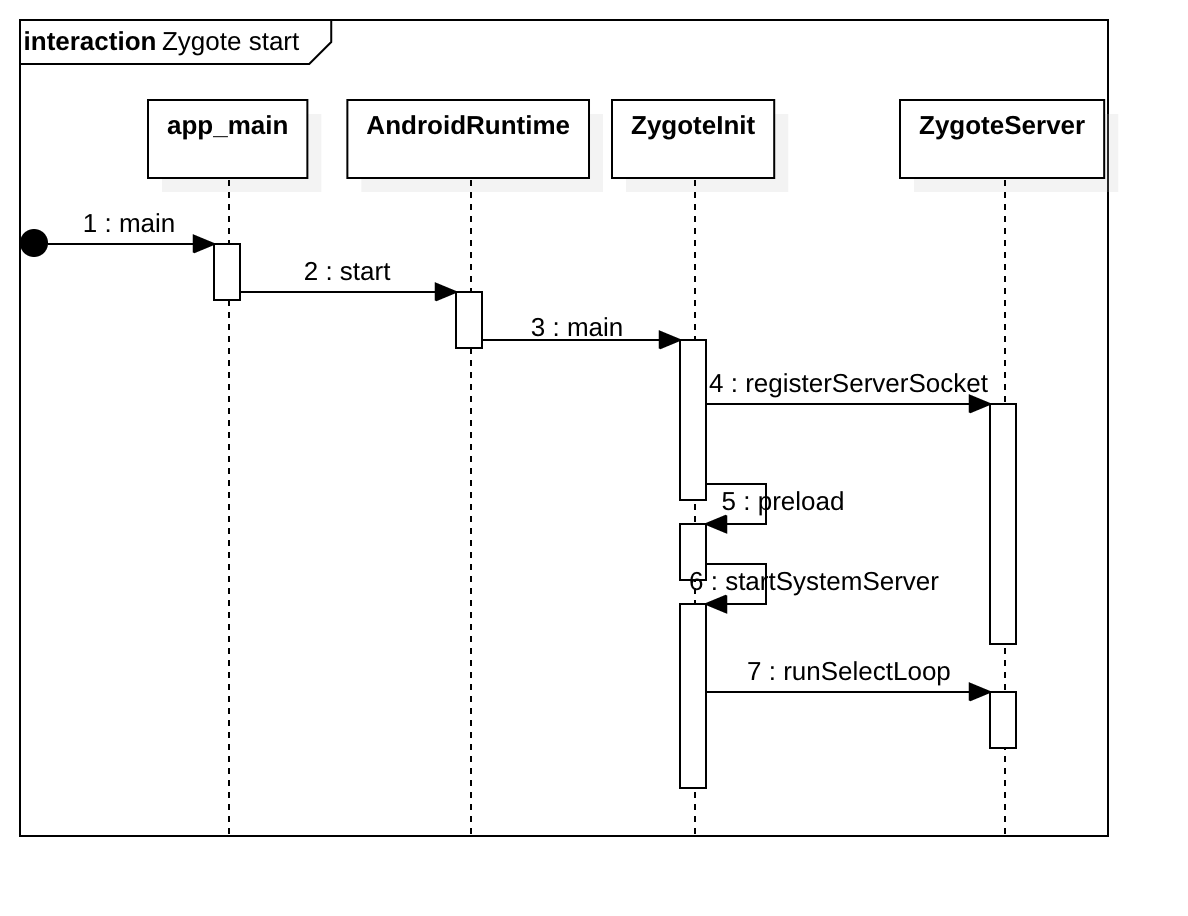 interaction Zygote start
app_main
AndroidRuntime
ZygoteInit
ZygoteServer
1 : main
2 : start
3 : main
4 : registerServerSocket
5 : preload
6 : startSystemServer
7 : runSelectLoop